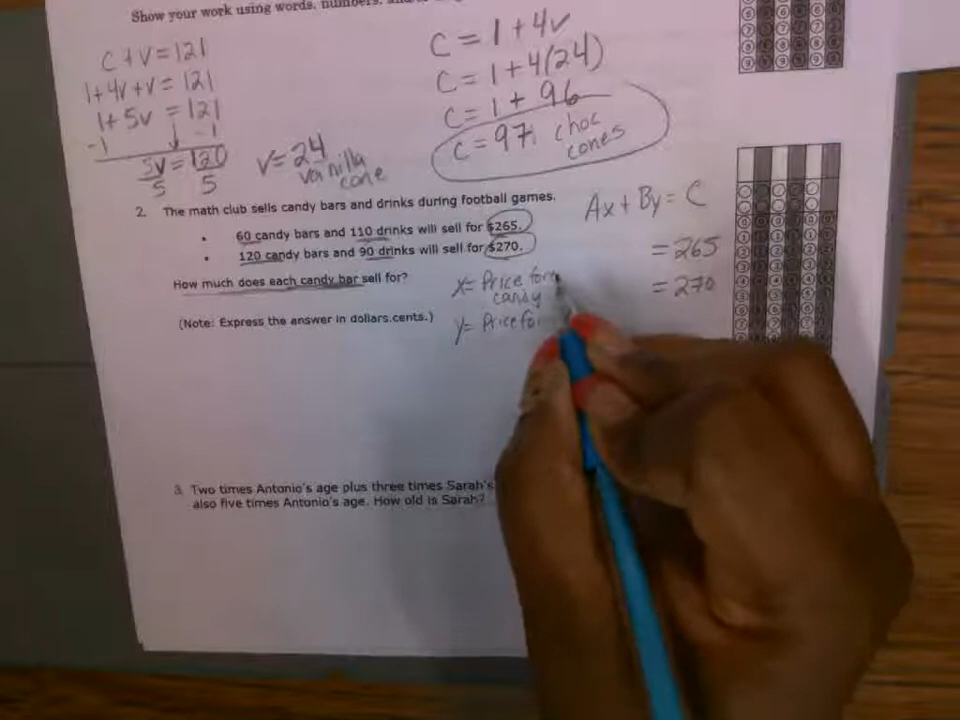 Show your work using words, numbers,
C+V=121
1+4V+V=121
1+5V=121
-1 -1
5V=120
5 5
V=24
vanilla
cone
C=1+4V
C=1+4(24)
C=1+96
C=97, choc
cones
2. The math club sells candy bars and drinks during football games.
• 60 candy bars and 110 drinks will sell for $265.
• 120 candy bars and 90 drinks will sell for $270.
How much does each candy bar sell for?
(Note: Express the answer in dollars.cents.)
Ax+By=C
=265
=270
x=Price for
candy
y=Price for
3. Two times Antonio's age plus three times Sarah's
also five times Antonio's age. How old is Sarah?